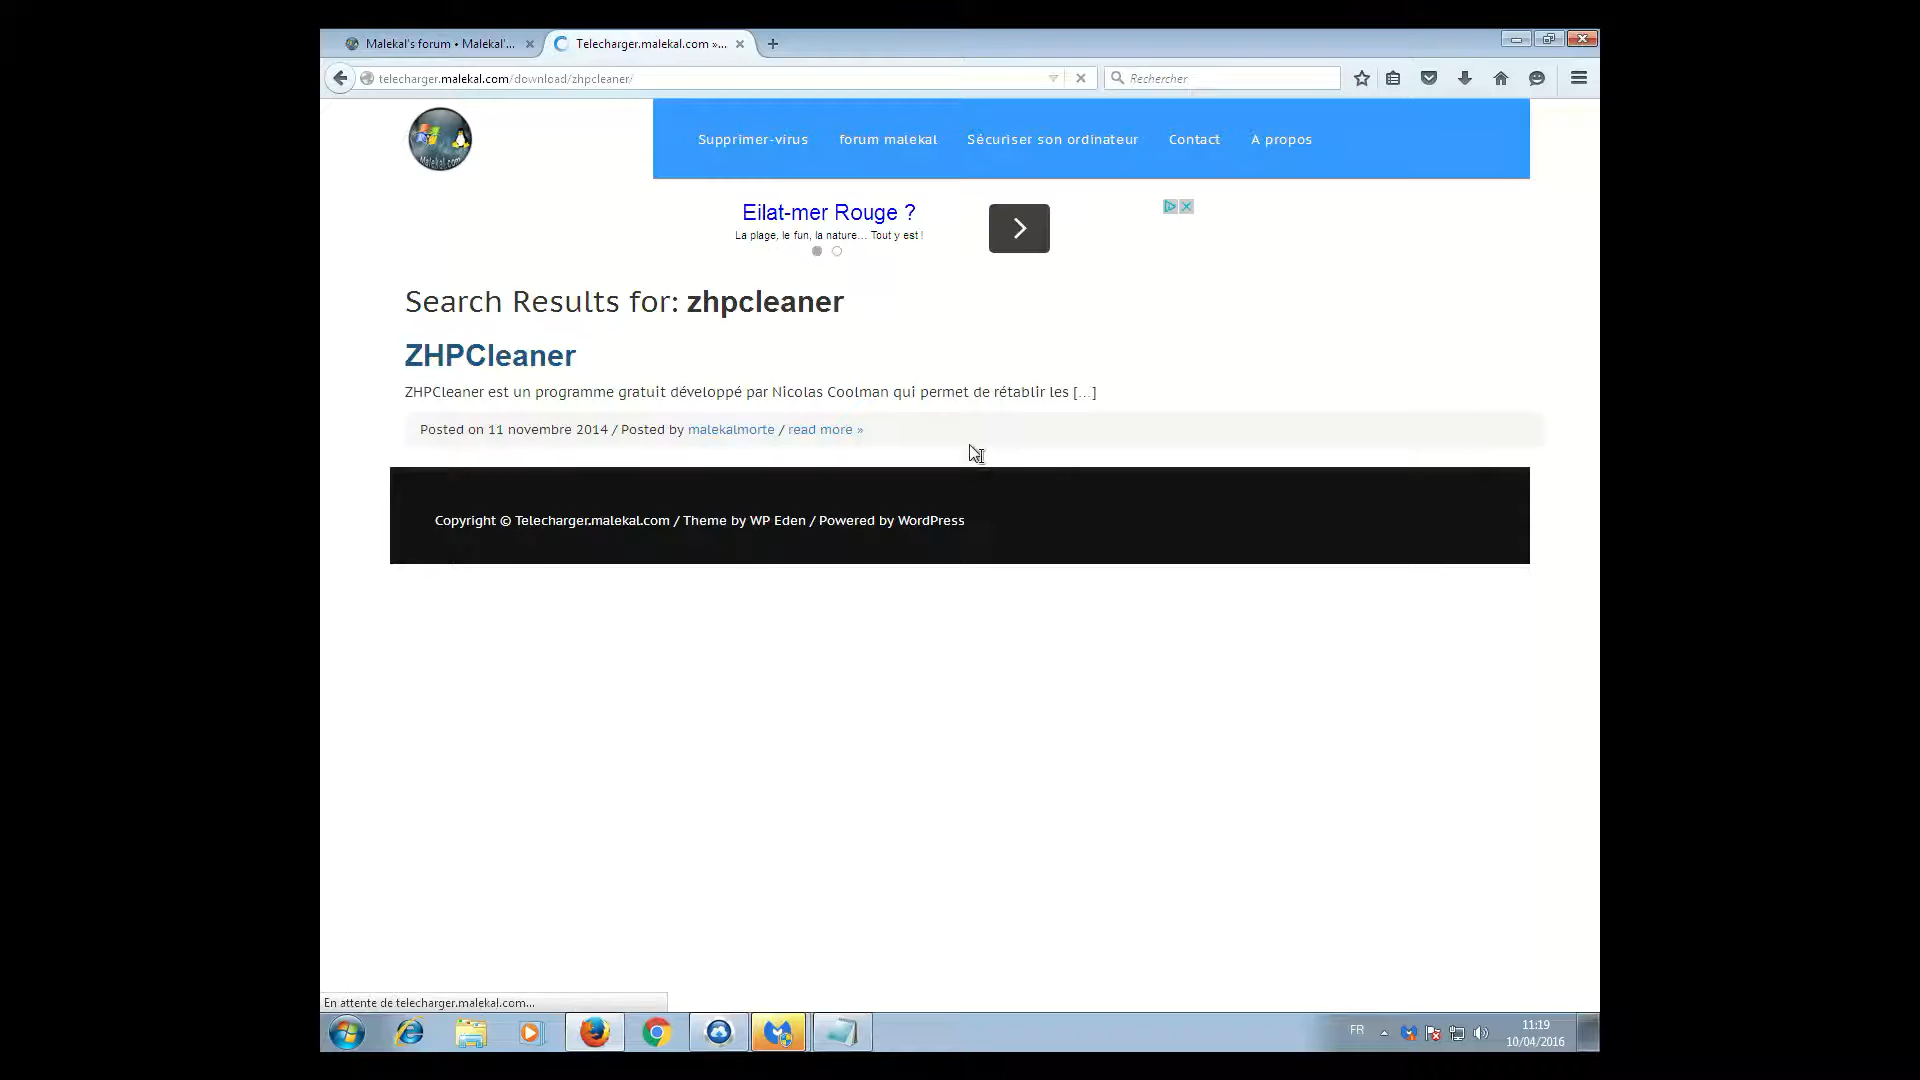 Malekal's forum • Malekal'...
Telecharger.malekal.com »...
telecharger.malekal.com/download/zhpcleaner/
Rechercher
Malekal.com
Supprimer-virus
forum malekal
Sécuriser son ordinateur
Contact
A propos
Eilat-mer Rouge ?
La plage, le fun, la nature... Tout y est !
Search Results for: zhpcleaner
ZHPCleaner
ZHPCleaner est un programme gratuit développé par Nicolas Coolman qui permet de rétablir les [...]
Posted on 11 novembre 2014 / Posted by malekalmorte / read more »
Copyright © Telecharger.malekal.com / Theme by WP Eden / Powered by WordPress
En attente de telecharger.malekal.com...
FR
11:19
10/04/2016